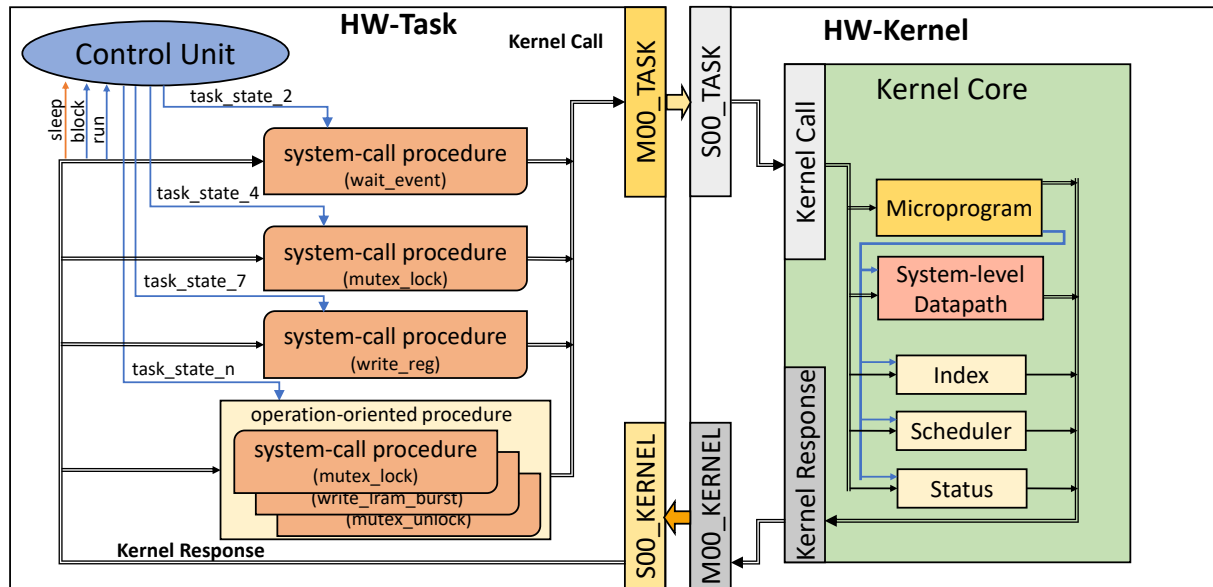 HW-Task
Control Unit
Kernel Call
sleep
block
run
task_state_2
system-call procedure
(wait_event)
task_state_4
system-call procedure
(mutex_lock)
task_state_7
system-call procedure
(write_reg)
task_state_n
operation-oriented procedure
system-call procedure
(mutex_lock)
(write_lram_burst)
(mutex_unlock)
Kernel Response
M00_TASK
S00_KERNEL
HW-Kernel
S00_TASK
M00_KERNEL
Kernel Call
Kernel Response
Kernel Core
Microprogram
System-level
Datapath
Index
Scheduler
Status